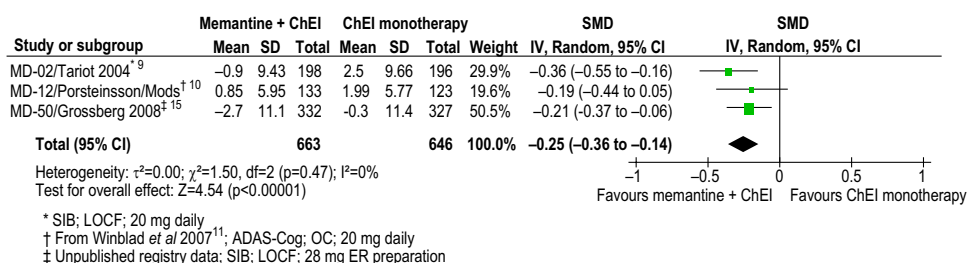 Memantine + ChEI ChEI monotherapy SMD SMD
Study or subgroup Mean SD Total Mean SD Total Weight IV, Random, 95% CI IV, Random, 95% CI
MD-02/Tariot 2004* 9 –0.9 9.43 198 2.5 9.66 196 29.9% –0.36 (–0.55 to –0.16)
MD-12/Porsteinsson/Mods† 10 0.85 5.95 133 1.99 5.77 123 19.6% –0.19 (–0.44 to 0.05)
MD-50/Grossberg 2008‡ 15 –2.7 11.1 332 -0.3 11.4 327 50.5% –0.21 (-0.37 to –0.06)
Total (95% CI) 663 646 100.0% –0.25 (–0.36 to –0.14)
Heterogeneity: τ²=0.00; χ²=1.50, df=2 (p=0.47); I²=0%
Test for overall effect: Z=4.54 (p<0.00001)
–1 –0.5 0 0.5 1
Favours memantine + ChEI Favours ChEI monotherapy
* SIB; LOCF; 20 mg daily
† From Winblad et al 2007¹¹; ADAS-Cog; OC; 20 mg daily
‡ Unpublished registry data; SIB; LOCF; 28 mg ER preparation